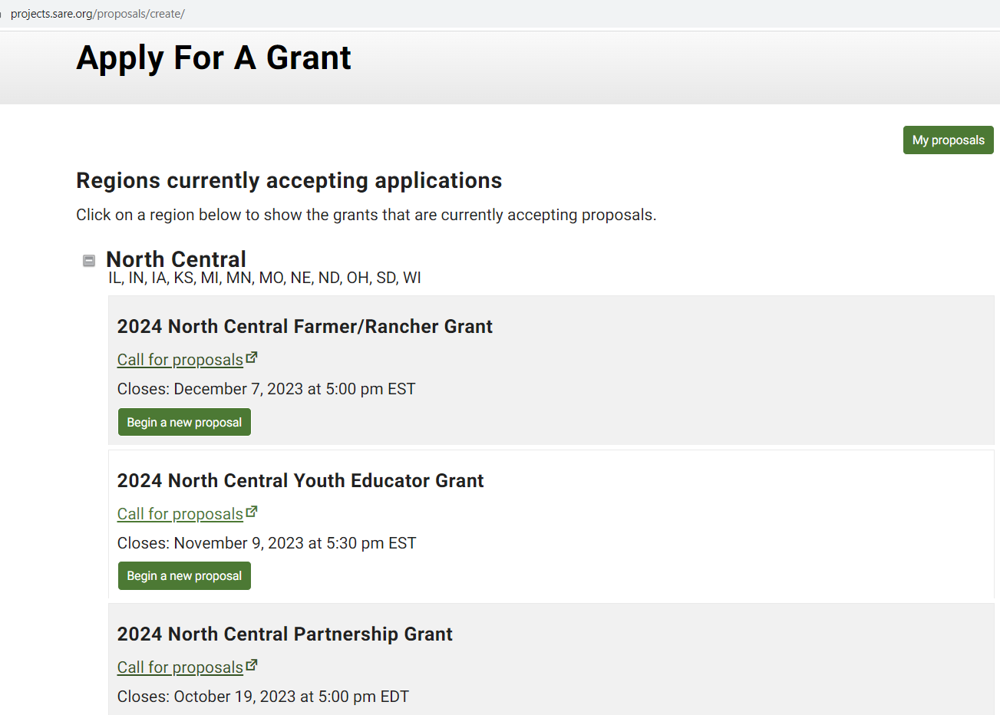 projects.sare.org/proposals/create/
Apply For A Grant
My proposals
Regions currently accepting applications
Click on a region below to show the grants that are currently accepting proposals.
North Central
IL, IN, IA, KS, MI, MN, MO, NE, ND, OH, SD, WI
2024 North Central Farmer/Rancher Grant
Call for proposals
Closes: December 7, 2023 at 5:00 pm EST
Begin a new proposal
2024 North Central Youth Educator Grant
Call for proposals
Closes: November 9, 2023 at 5:30 pm EST
Begin a new proposal
2024 North Central Partnership Grant
Call for proposals
Closes: October 19, 2023 at 5:00 pm EDT